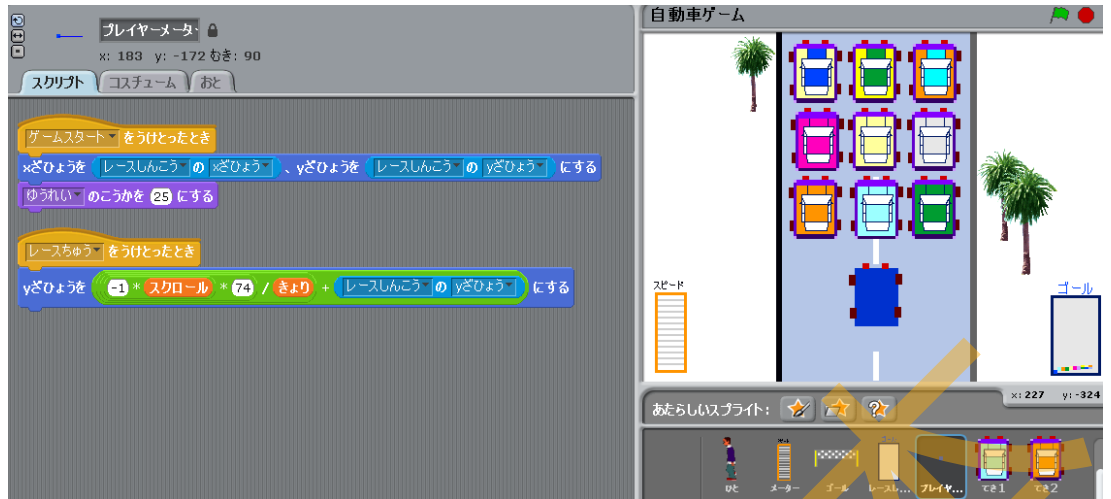 プレイヤーメータ
x: 183 y: -172 むき: 90
スクリプト コスチューム おと
ゲームスタート をうけとったとき
xざひょうを レースしんこう の xざひょう 、yざひょうを レースしんこう の yざひょう にする
ゆうれい のこうかを 25 にする
レースちゅう をうけとったとき
yざひょうを -1 * スクロール * 74 / きょり + レースしんこう の yざひょう にする
自動車ゲーム
スピード
ゴール
x: 227 y: -324
あたらしいスプライト:
ひと メーター ゴール レースし... プレイヤ... てき1 てき2